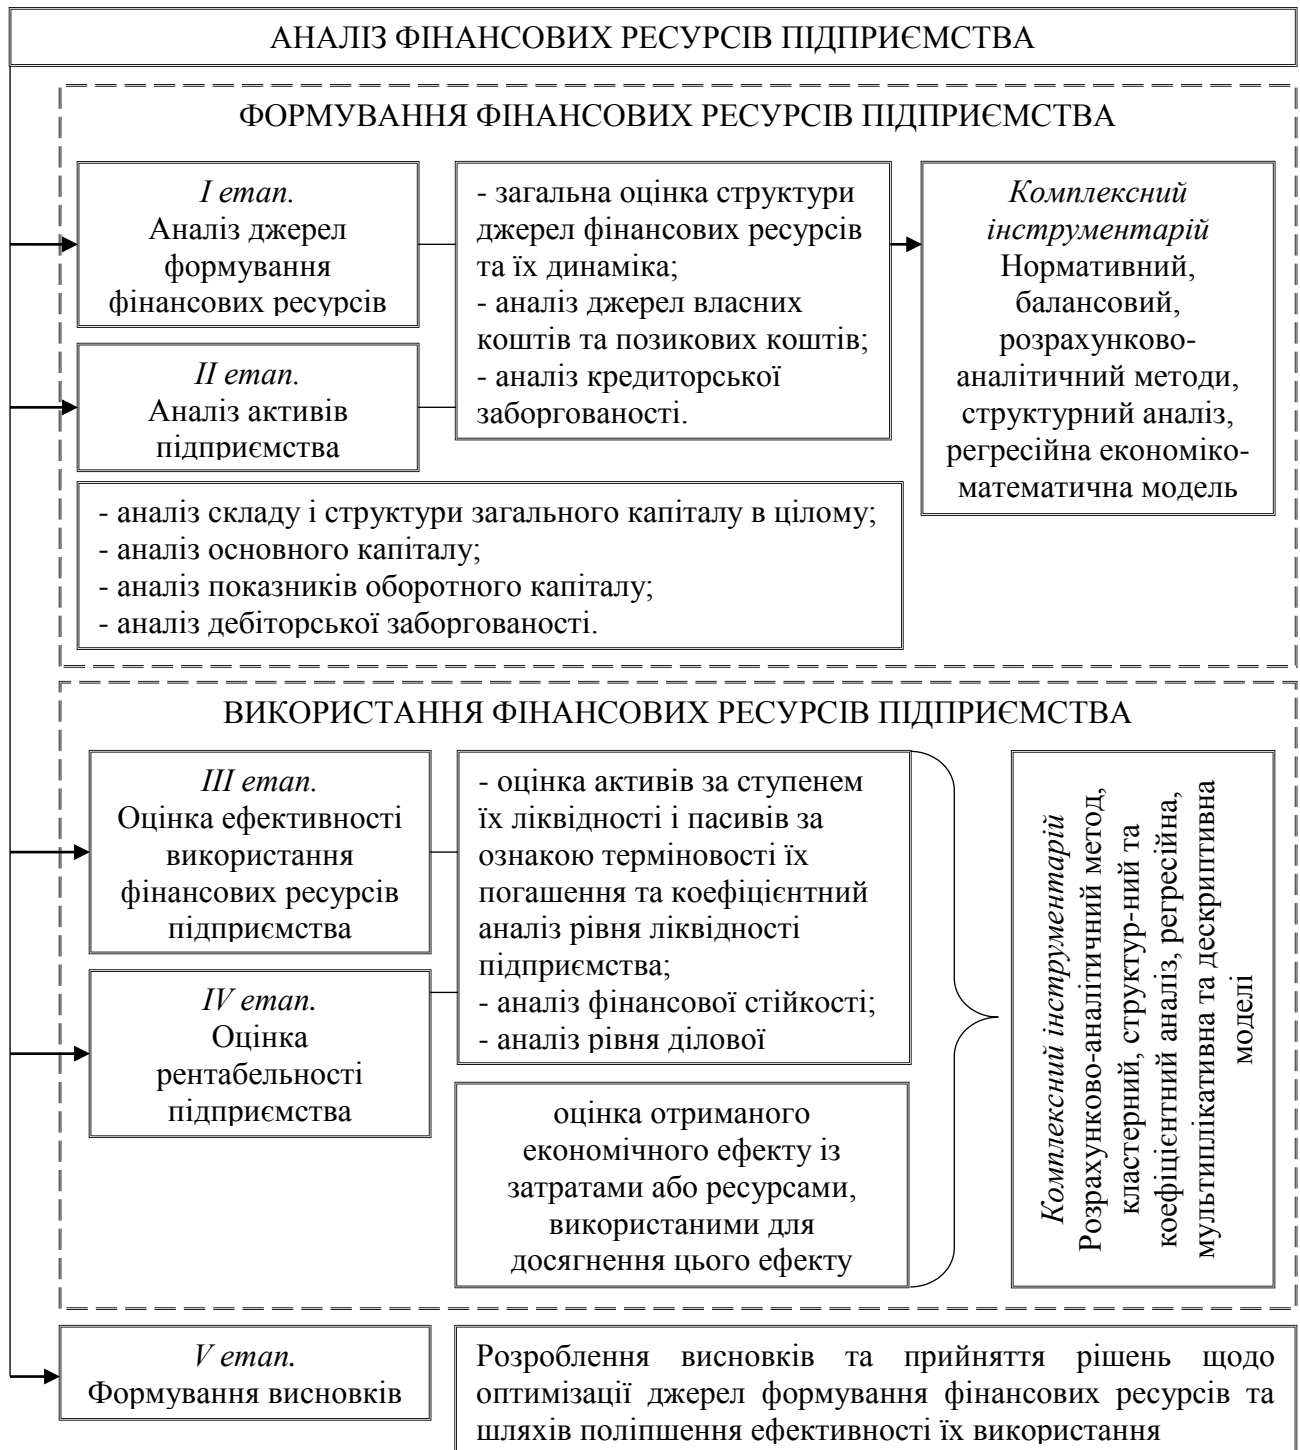 АНАЛІЗ ФІНАНСОВИХ РЕСУРСІВ ПІДПРИЄМСТВА
ФОРМУВАННЯ ФІНАНСОВИХ РЕСУРСІВ ПІДПРИЄМСТВА
І етап.
Аналіз джерел
формування
фінансових ресурсів
- загальна оцінка структури
джерел фінансових ресурсів
та їх динаміка;
- аналіз джерел власних
коштів та позикових коштів;
- аналіз кредиторської
заборгованості.
Комплексний
інструментарій
Нормативний,
балансовий,
розрахунково-
аналітичний методи,
структурний аналіз,
регресійна економіко-
математична модель
ІІ етап.
Аналіз активів
підприємства
- аналіз складу і структури загального капіталу в цілому;
- аналіз основного капіталу;
- аналіз показників оборотного капіталу;
- аналіз дебіторської заборгованості.
ВИКОРИСТАННЯ ФІНАНСОВИХ РЕСУРСІВ ПІДПРИЄМСТВА
ІІІ етап.
Оцінка ефективності
використання
фінансових ресурсів
підприємства
- оцінка активів за ступенем
їх ліквідності і пасивів за
ознакою терміновості їх
погашення та коефіцієнтний
аналіз рівня ліквідності
підприємства;
- аналіз фінансової стійкості;
- аналіз рівня ділової
IV етап.
Оцінка
рентабельності
підприємства
оцінка отриманого
економічного ефекту із
затратами або ресурсами,
використаними для
досягнення цього ефекту
Комплексний інструментарій
Розрахунково-аналітичний метод,
кластерний, структур-ний та
коефіцієнтний аналіз, регресійна,
мультиплікативна та дескриптивна
моделі
V етап.
Формування висновків
Розроблення висновків та прийняття рішень щодо
оптимізації джерел формування фінансових ресурсів та
шляхів поліпшення ефективності їх використання